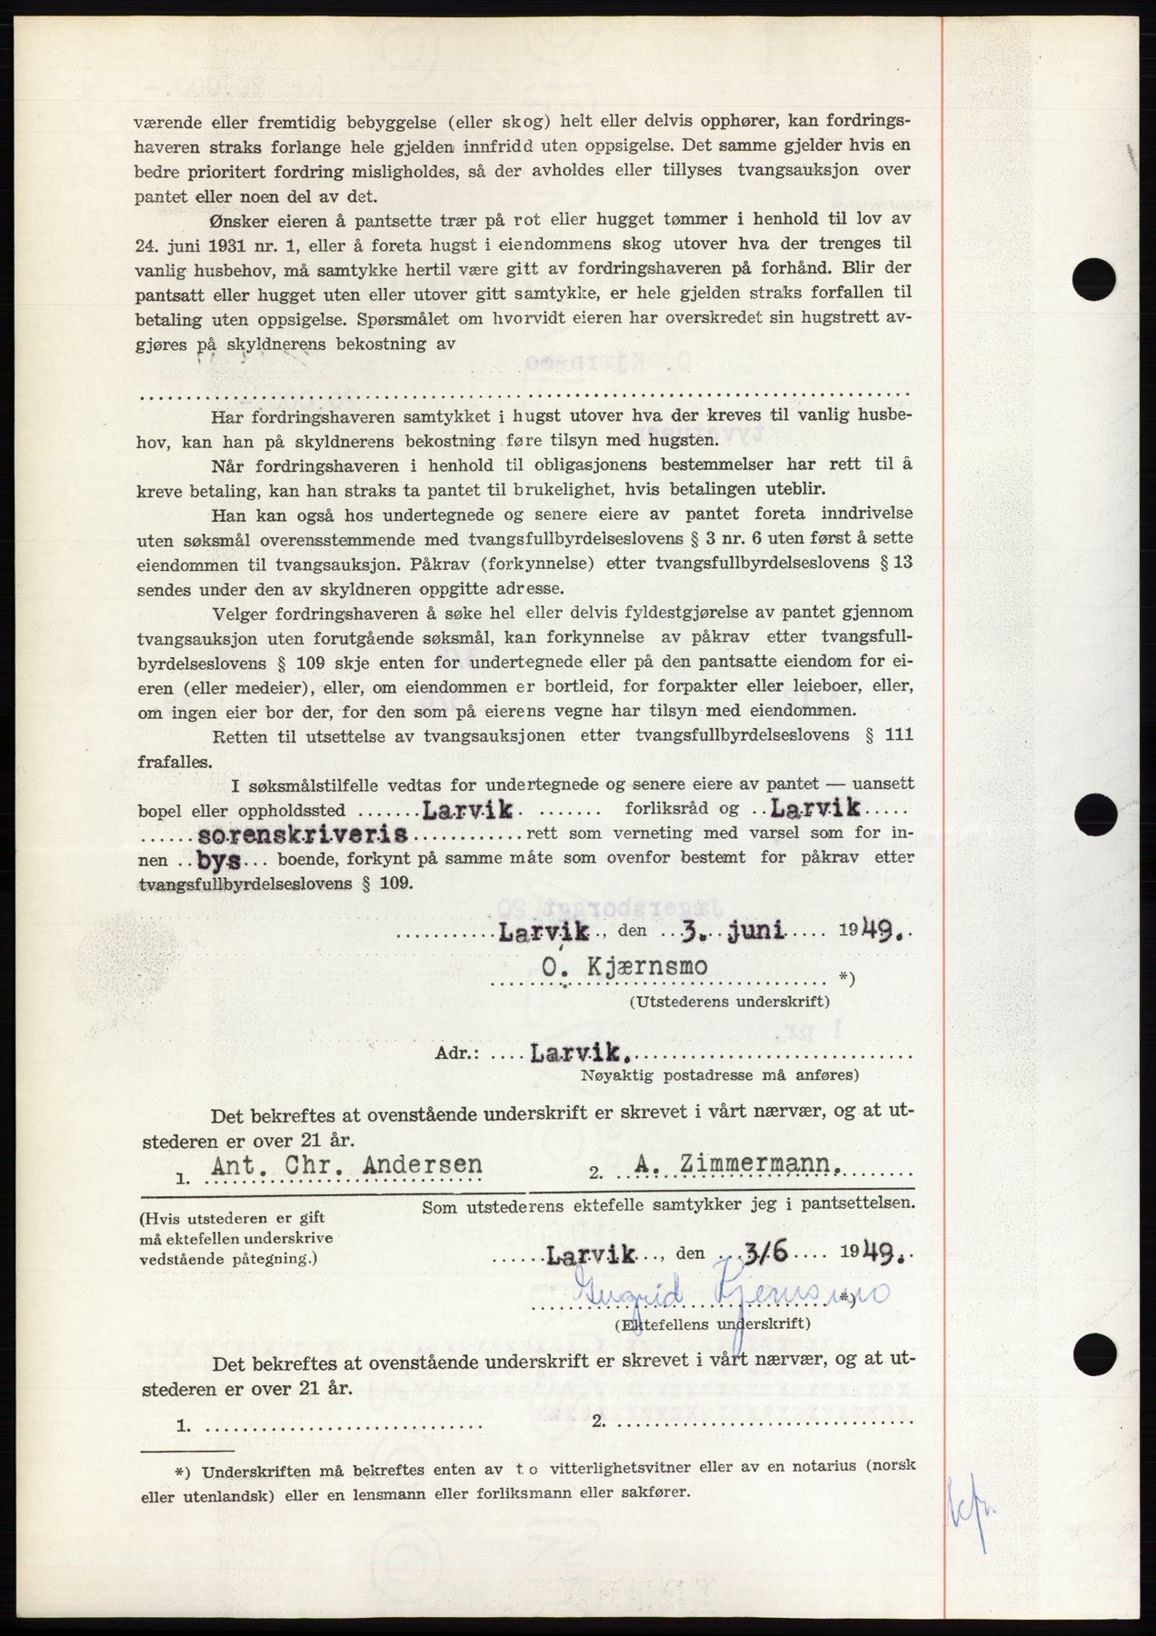 værende eller fremtidig bebyggelse (eller skog) helt eller delvis opphører, kan fordrings-
haveren straks forlange hele gjelden innfridd uten oppsigelse. Det samme gjelder hvis en
bedre prioritert fordring misligholdes, så der avholdes eller tillyses tvangsauksjon over
pantet eller noen del av det.
Ønsker eieren å pantsette trær på rot eller hugget tømmer i henhold til lov av
24. juni 1931 nr. 1, eller å foreta hugst i eiendommens skog utover hva der trenges til
vanlig husbehov, må samtykke hertil være gitt av fordringshaveren på forhånd. Blir der
pantsatt eller hugget uten eller utover gitt samtykke, er hele gjelden straks forfallen til
betaling uten oppsigelse. Spørsmålet om hvorvidt eieren har overskredet sin hugstrett av-
gjøres på skyldnerens bekostning av
Har fordringshaveren samtykket i hugst utover hva der kreves til vanlig husbe-
hov, kan han på skyldnerens bekostning føre tilsyn med hugsten.
Når fordringshaveren i henhold til obligasjonens bestemmelser har rett til å
kreve betaling, kan han straks ta pantet til brukelighet, hvis betalingen uteblir.
Han kan også hos undertegnede og senere eiere av pantet foreta inndrivelse
uten søksmål overensstemmende med tvangsfullbyrdelseslovens § 3 nr. 6 uten først å sette
eiendommen til tvangsauksjon. Påkrav (forkynnelse) etter tvangsfullbyrdelseslovens § 13
sendes under den av skyldneren oppgitte adresse.
Velger fordringshaveren å søke hel eller delvis fyldestgjørelse av pantet gjennom
tvangsauksjon uten forutgående søksmål, kan forkynnelse av påkrav etter tvangsfull-
byrdelseslovens § 109 skje enten for undertegnede eller på den pantsatte eiendom for ei-
eren (eller medeier), eller, om eiendommen er bortleid, for forpakter eller leieboer, eller,
om ingen eier bor der, for den som på eierens vegne har tilsyn med eiendommen.
Retten til utsettelse av tvangsauksjonen etter tvangsfullbyrdelseslovens § 111
frafalles.
I søksmålstilfelle vedtas for undertegnede og senere eiere av pantet — uansett
bopel eller oppholdssted ....... Larvik ....... forliksråd og .. Larvik .....
...... sorenskriveris ............ rett som verneting med varsel som for in-
nen .. bys ... boende, forkynt på samme måte som ovenfor bestemt for påkrav etter
tvangsfullbyrdelseslovens § 109.
........... Larvik .., den ... 3. juni ..... 1949.
O. Kjærnsmo *)
(Utstederens underskrift)
Adr.: .... Larvik. ..............................
Nøyaktig postadresse må anføres)
Det bekreftes at ovenstående underskrift er skrevet i vårt nærvær, og at ut-
stederen er over 21 år.
1. Ant. Chr. Andersen 2. A. Zimmermann.
Som utstederens ektefelle samtykker jeg i pantsettelsen.
(Hvis utstederen er gift
må ektefellen underskrive
vedstående påtegning.)
...... Larvik ..., den ... 3/6 .... 1949.
Ingrid Kjernsmo *)
(Ektefellens underskrift)
Det bekreftes at ovenstående underskrift er skrevet i vårt nærvær, og at ut-
stederen er over 21 år.
1. .............................. 2. ................................
*) Underskriften må bekreftes enten av to vitterlighetsvitner eller av en notarius (norsk
eller utenlandsk) eller en lensmann eller forliksmann eller sakfører.